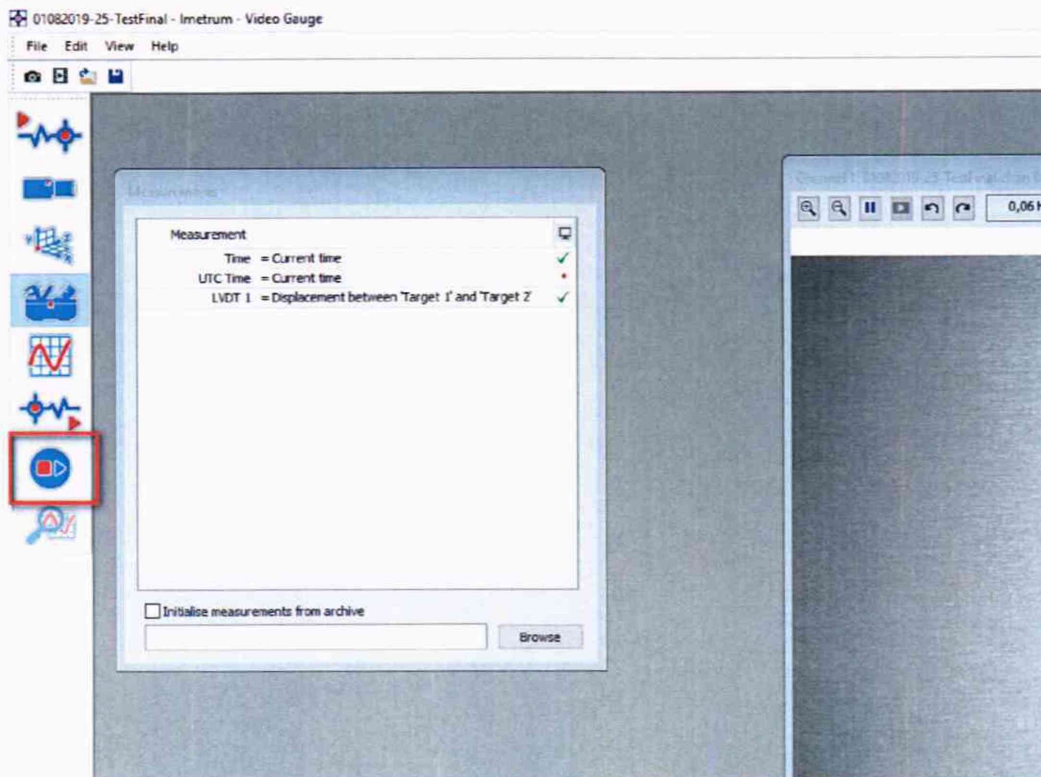 01082019-25-TestFinal - Imetrum - Video Gauge
File Edit View Help
Measurements
0,06
Measurement
Time = Current time
UTC Time = Current time
LVDT 1 = Displacement between 'Target 1' and 'Target 2'
Initialise measurements from archive
Browse